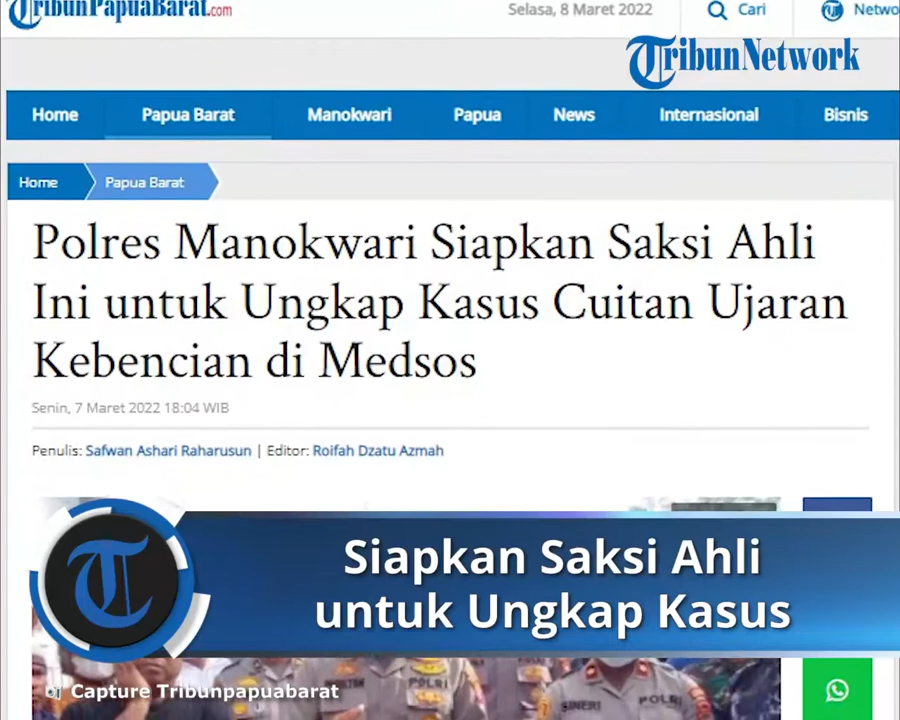 TribunPapuaBarat.com
Selasa, 8 Maret 2022
Cari
Netwo
TribunNetwork
Home
Papua Barat
Manokwari
Papua
News
Internasional
Bisnis
Home
Papua Barat
Polres Manokwari Siapkan Saksi Ahli
Ini untuk Ungkap Kasus Cuitan Ujaran
Kebencian di Medsos
Senin, 7 Maret 2022 18:04 WIB
Penulis: Safwan Ashari Raharusun | Editor: Roifah Dzatu Azmah
Siapkan Saksi Ahli
untuk Ungkap Kasus
POLRI
SINERI
POLRI
Capture Tribunpapuabarat